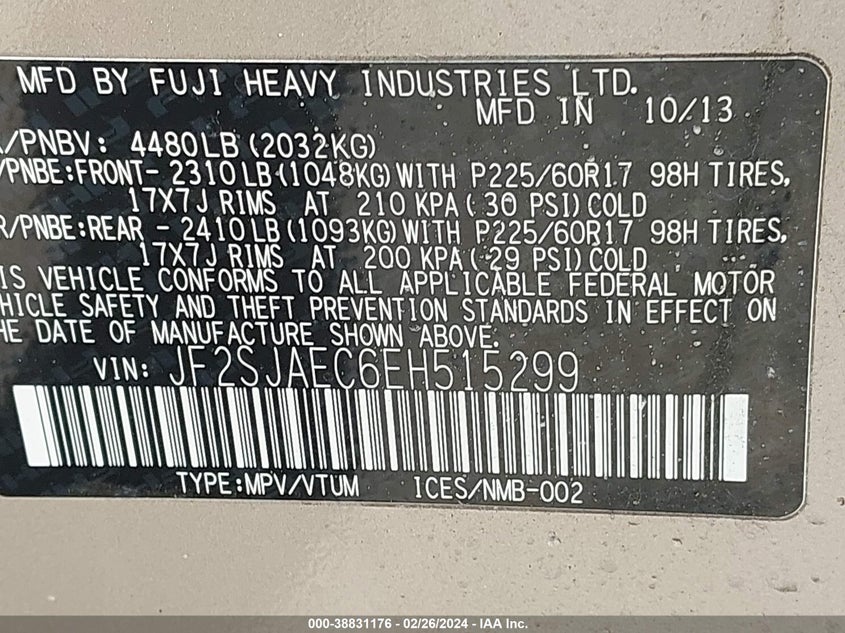 MFD BY FUJI HEAVY INDUSTRIES LTD.
MFD IN 10/13
/PNBV: 4480LB (2032KG)
/PNBE:FRONT- 2310 LB (1048KG) WITH P225/60R17 98H TIRES,
17X7J RIMS AT 210 KPA ( 30 PSI) COLD
R/PNBE:REAR - 2410 LB (1093KG) WITH P225/60R17 98H TIRES,
17X7J RIMS AT 200 KPA (29 PSI) COLD .
IS VEHICLE CONFORMS TO ALL APPLICABLE FEDERAL MOTOR
HICLE SAFETY AND THEFT PREVENTION STANDARDS IN EFFECT ON
HE DATE OF MANUFACTURE SHOWN ABOVE.
VIN: JF2SJAEC6EH515299
TYPE:MPV/VTUM ICES/NMB-002
000-38831176 - 02/26/2024 - IAA Inc.